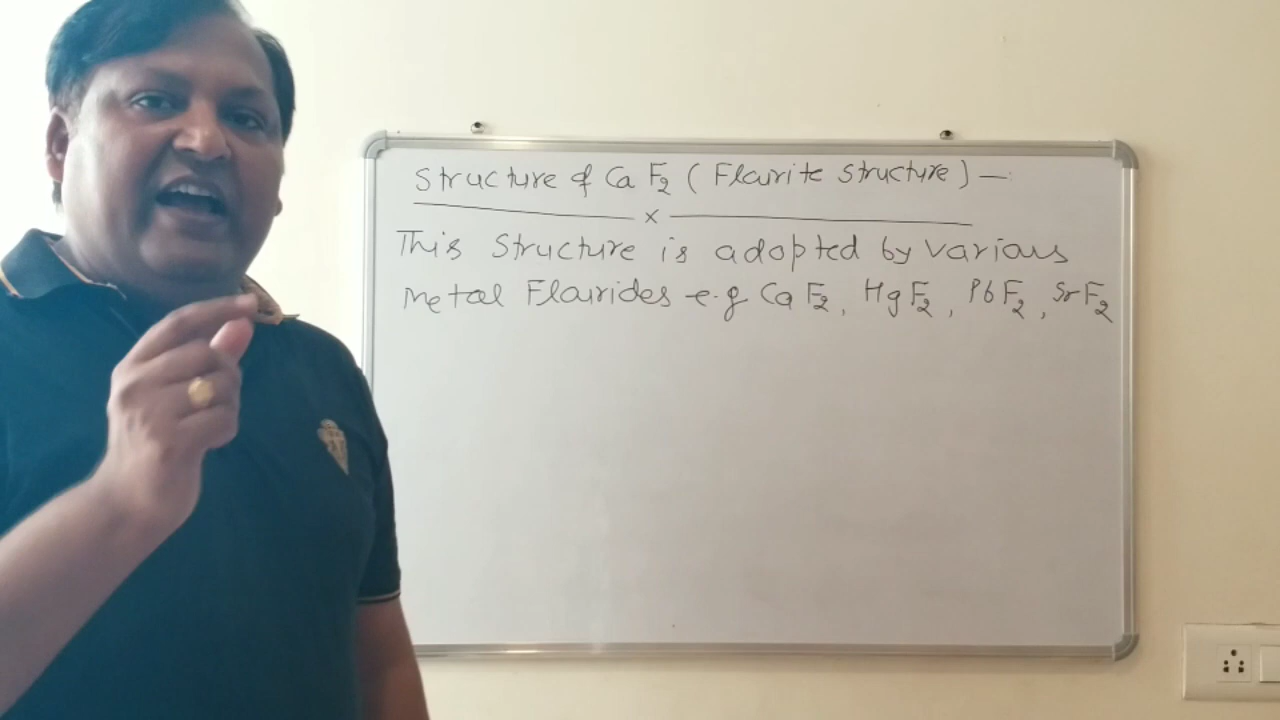 Structure of CaF2 (Flourite structure) —
This Structure is adopted by various
Metal Flourides e.g CaF2, HgF2, PbF2, SrF2